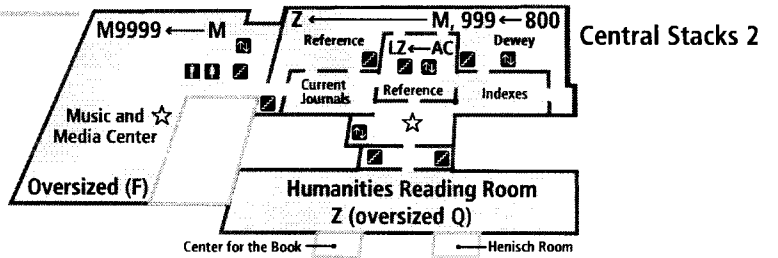 M9999 ← M
Z ← M, 999 ← 800
Central Stacks 2
Reference
LZ ← AC
Dewey
Current
Journals
Reference
Indexes
Music and
Media Center
Oversized (F)
Humanities Reading Room
Z (oversized Q)
Center for the Book
Henisch Room